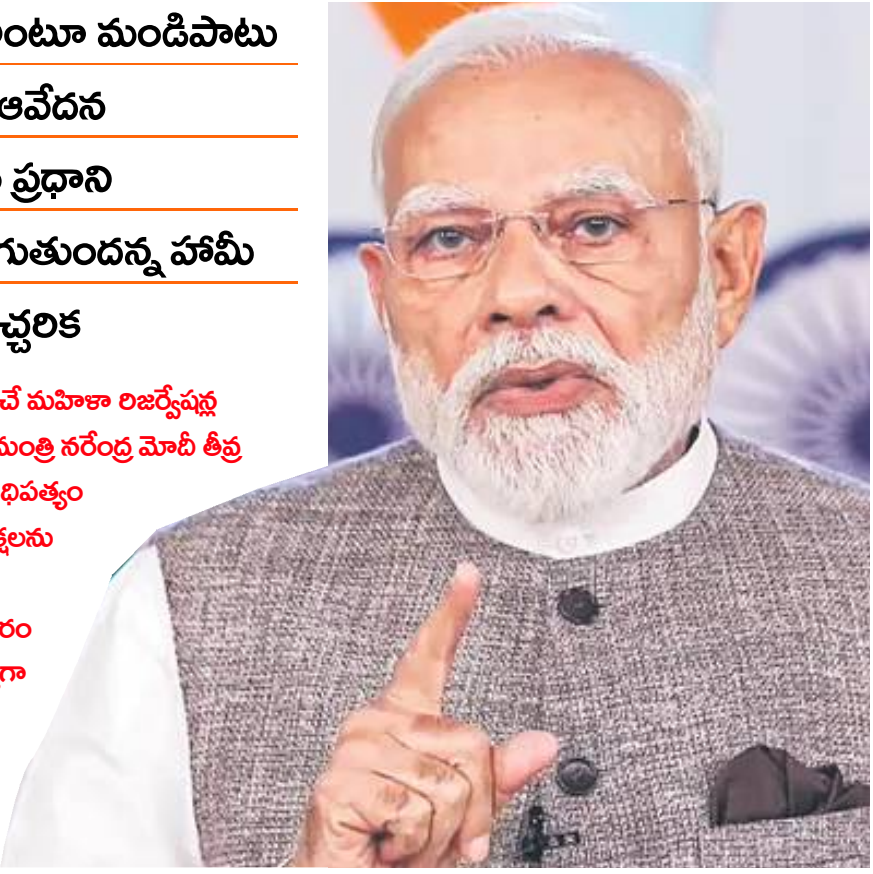 ంటూ మండిపాటు
ఆవేదన
ప్రధాని
గుతుందన్న హామీ
చ్చరిక
చే మహిళా రిజర్వేషన్ల
మంత్రి నరేంద్ర మోదీ తీవ్ర
ధిపత్యం
క్షలను
రం
గా